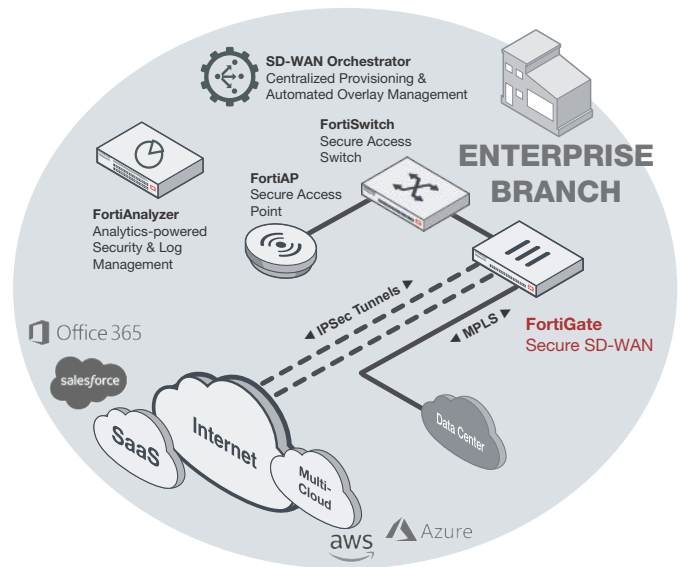 SD-WAN Orchestrator
Centralized Provisioning &
Automated Overlay Management
FortiSwitch
Secure Access
Switch
ENTERPRISE
BRANCH
FortiAP
Secure Access
Point
FortiAnalyzer
Analytics-powered
Security & Log
Management
◄ IPSec Tunnels ►
◄ MPLS ►
FortiGate
Secure SD-WAN
Office 365
salesforce
SaaS
Internet
Multi-
Cloud
Data Center
aws
Azure